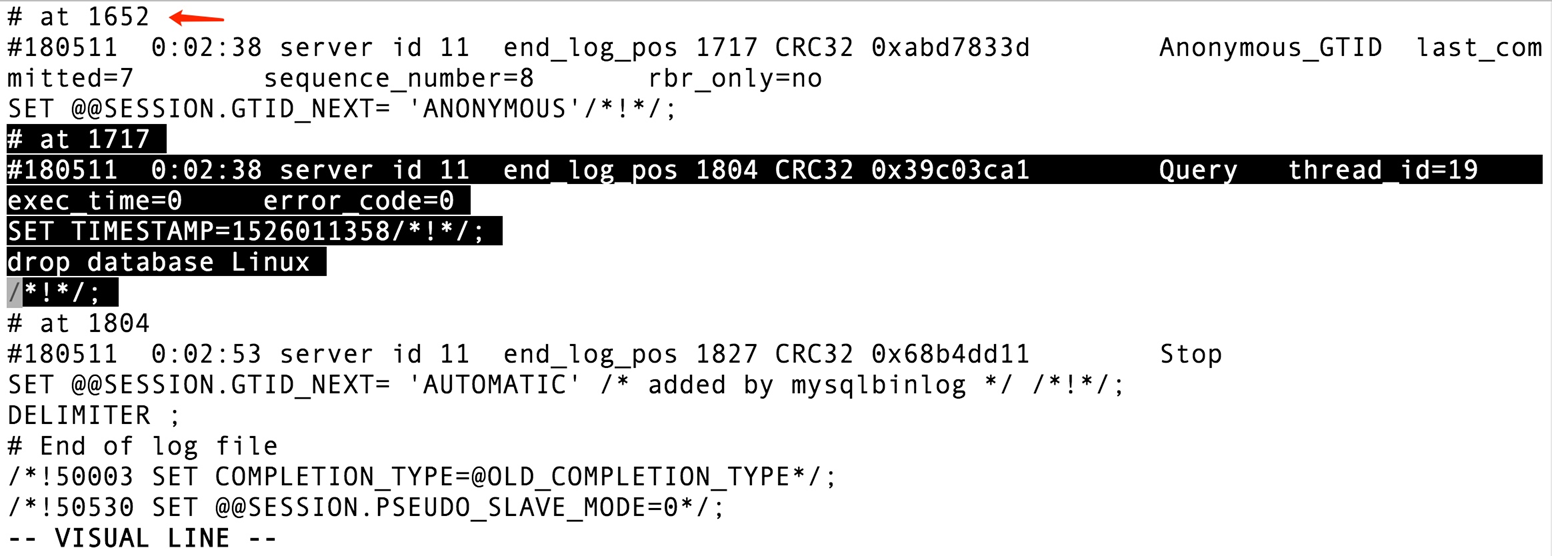 # at 1652
#180511  0:02:38 server id 11  end_log_pos 1717 CRC32 0xabd7833d        Anonymous_GTID  last_com
mitted=7        sequence_number=8       rbr_only=no
SET @@SESSION.GTID_NEXT= 'ANONYMOUS'/*!*/;
# at 1717
#180511  0:02:38 server id 11  end_log_pos 1804 CRC32 0x39c03ca1        Query   thread_id=19
exec_time=0     error_code=0
SET TIMESTAMP=1526011358/*!*/;
drop database Linux
/*!*/;
# at 1804
#180511  0:02:53 server id 11  end_log_pos 1827 CRC32 0x68b4dd11        Stop
SET @@SESSION.GTID_NEXT= 'AUTOMATIC' /* added by mysqlbinlog */ /*!*/;
DELIMITER ;
# End of log file
/*!50003 SET COMPLETION_TYPE=@OLD_COMPLETION_TYPE*/;
/*!50530 SET @@SESSION.PSEUDO_SLAVE_MODE=0*/;
-- VISUAL LINE --